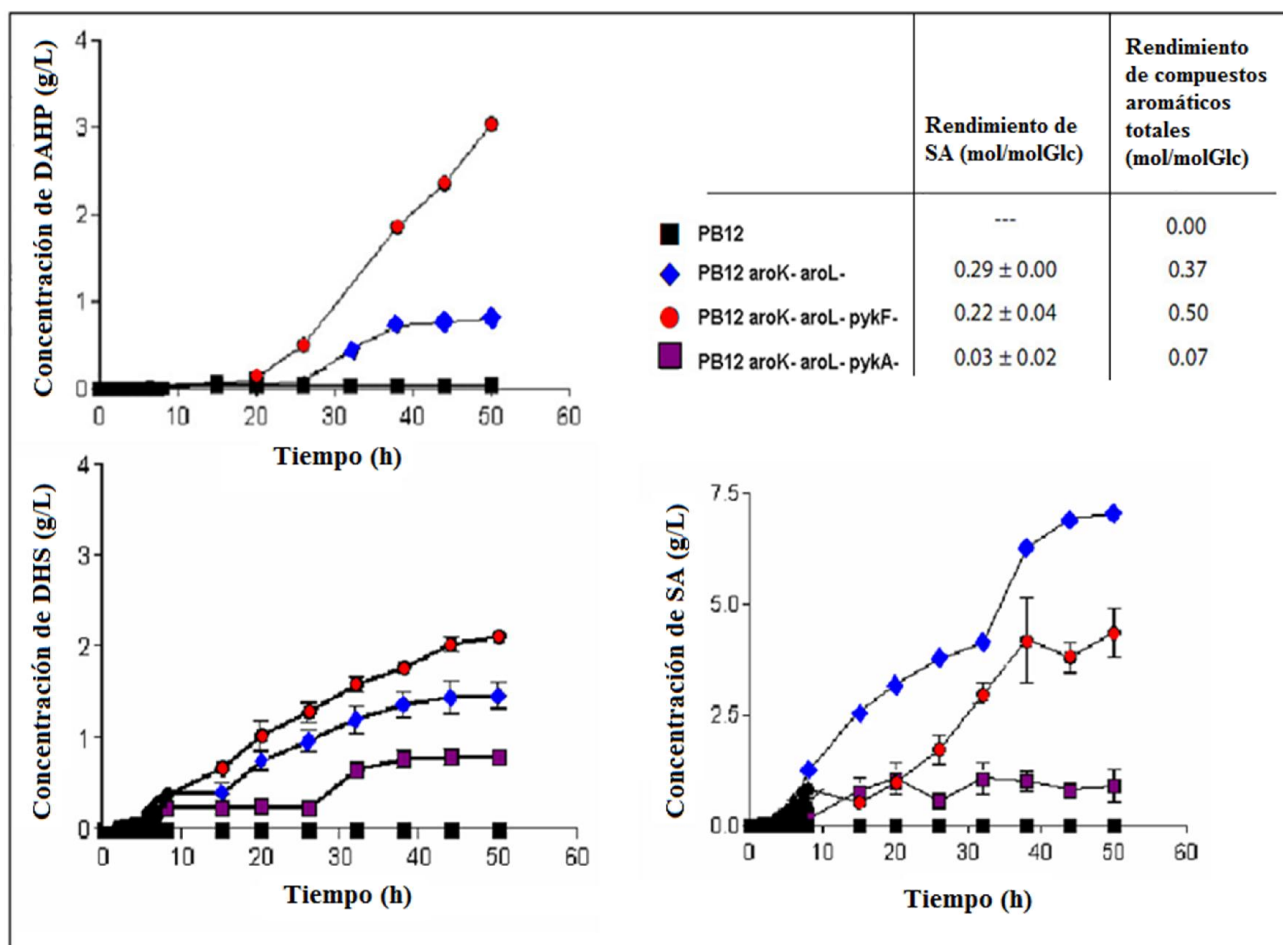 Concentración de DAHP (g/L)
4
3
2
1
0
0 10 20 30 40 50 60
Tiempo (h)
Rendimiento de
SA (mol/molGlc)
Rendimiento
de compuestos
aromáticos
totales
(mol/molGlc)
PB12 --- 0.00
PB12 aroK- aroL- 0.29 ± 0.00 0.37
PB12 aroK- aroL- pykF- 0.22 ± 0.04 0.50
PB12 aroK- aroL- pykA- 0.03 ± 0.02 0.07
Concentración de DHS (g/L)
4
3
2
1
0
0 10 20 30 40 50 60
Tiempo (h)
Concentración de SA (g/L)
7.5
5.0
2.5
0.0
0 10 20 30 40 50 60
Tiempo (h)